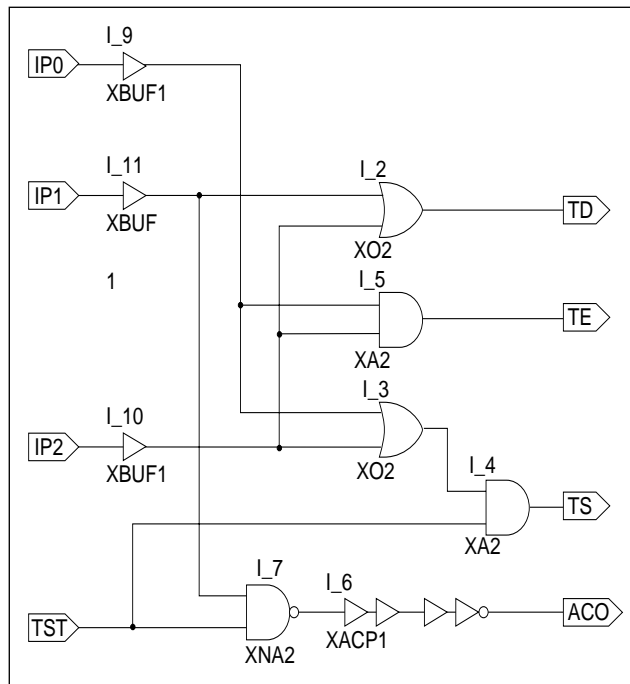 I_9
IP0
XBUF1
I_11
I_2
IP1
TD
XBUF
XO2
1
I_5
TE
XA2
I_3
I_10
IP2
I_4
XBUF1
XO2
TS
XA2
I_7
I_6
TST
ACO
XNA2
XACP1